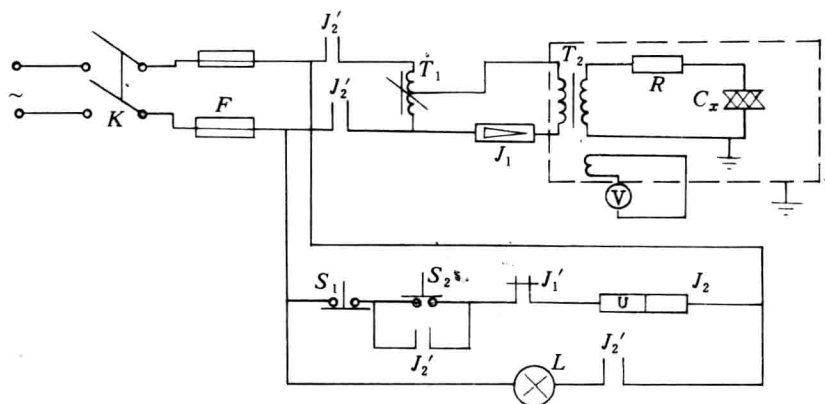 J₂′
T₁
T₂
R
Cₓ
~
K
F
J₂′
J₁
V
S₁
S₂
J₁′
U
J₂
J₂′
L
J₂′